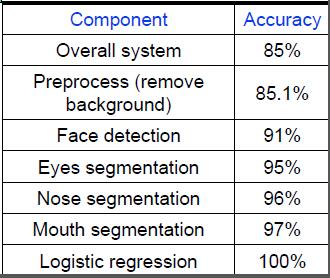 Component Accuracy
Overall system 85%
Preprocess (remove
background) 85.1%
Face detection 91%
Eyes segmentation 95%
Nose segmentation 96%
Mouth segmentation 97%
Logistic regression 100%